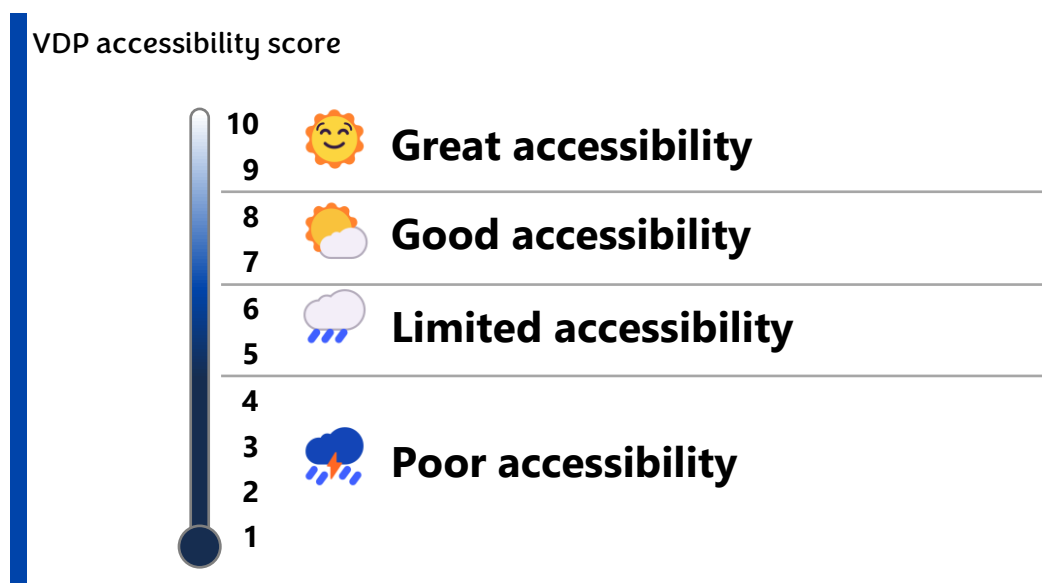 VDP accessibility score
10
Great accessibility
9
8
Good accessibility
7
6
Limited accessibility
5
4
3
Poor accessibility
2
1